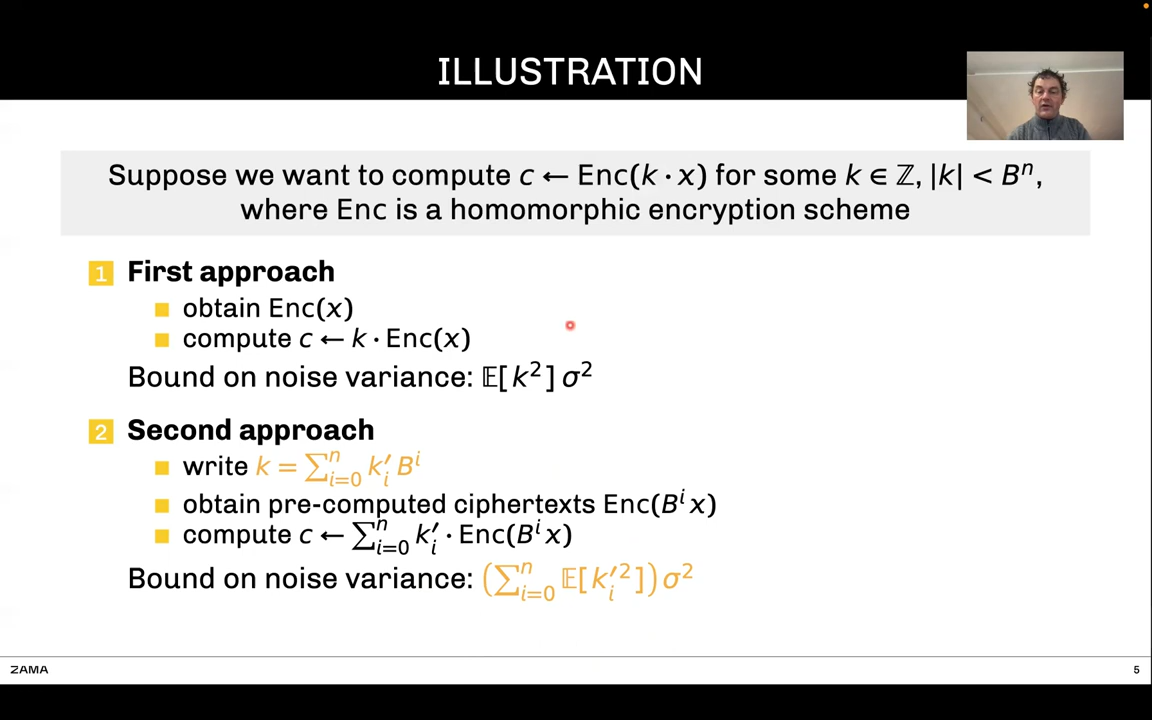 ILLUSTRATION
Suppose we want to compute c ← Enc(k · x) for some k ∈ ℤ, |k| < Bⁿ,
where Enc is a homomorphic encryption scheme
1 First approach
■ obtain Enc(x)
■ compute c ← k · Enc(x)
Bound on noise variance: 𝔼[k²] σ²
2 Second approach
■ write k = ∑ⁿᵢ₌₀ k′ᵢ Bⁱ
■ obtain pre-computed ciphertexts Enc(Bⁱx)
■ compute c ← ∑ⁿᵢ₌₀ k′ᵢ · Enc(Bⁱx)
Bound on noise variance: (∑ⁿᵢ₌₀ 𝔼[k′ᵢ²]) σ²
ZAMA
5